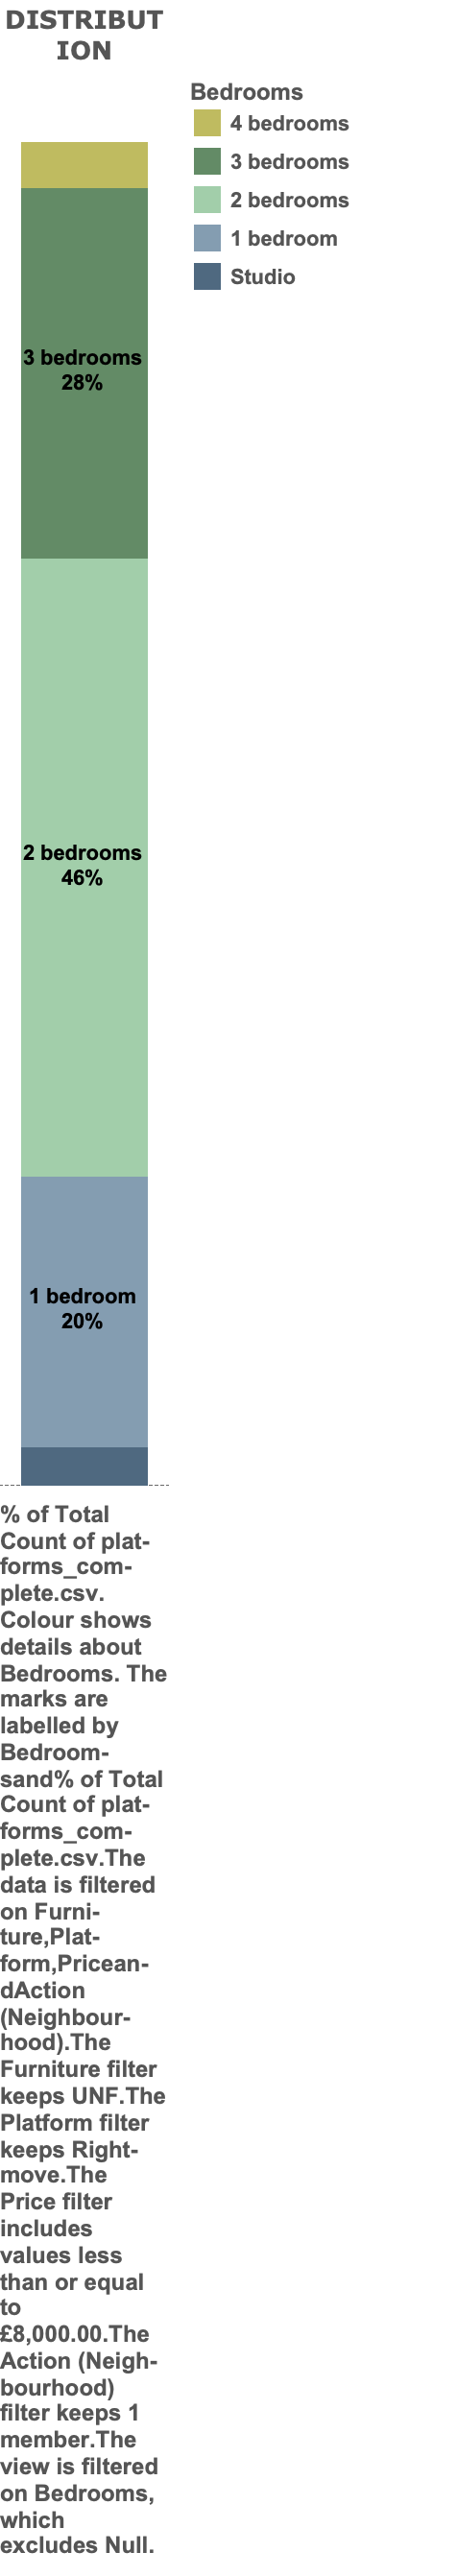 DISTRIBUT
ION
Bedrooms
4 bedrooms
3 bedrooms
2 bedrooms
1 bedroom
Studio
3 bedrooms
28%
2 bedrooms
46%
1 bedroom
20%
% of Total
Count of plat-
forms_com-
plete.csv.
Colour shows
details about
Bedrooms. The
marks are
labelled by
Bedroom-
sand% of Total
Count of plat-
forms_com-
plete.csv.The
data is filtered
on Furni-
ture,Plat-
form,Pricean-
dAction
(Neighbour-
hood).The
Furniture filter
keeps UNF.The
Platform filter
keeps Right-
move.The
Price filter
includes
values less
than or equal
to
£8,000.00.The
Action (Neigh-
bourhood)
filter keeps 1
member.The
view is filtered
on Bedrooms,
which
excludes Null.